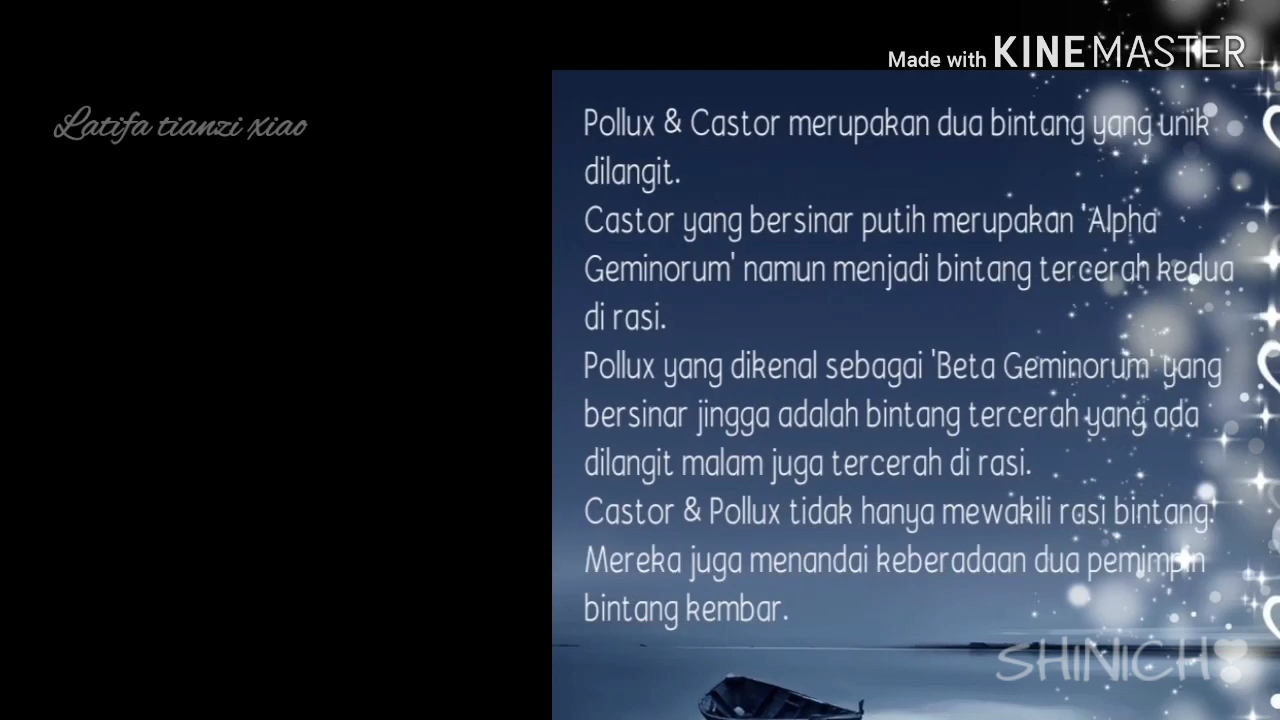 Made with KINEMASTER
Latifa tianzi xiao
Pollux & Castor merupakan dua bintang yang unik
dilangit.
Castor yang bersinar putih merupakan 'Alpha
Geminorum' namun menjadi bintang tercerah kedua
di rasi.
Pollux yang dikenal sebagai 'Beta Geminorum' yang
bersinar jingga adalah bintang tercerah yang ada
dilangit malam juga tercerah di rasi.
Castor & Pollux tidak hanya mewakili rasi bintang.
Mereka juga menandai keberadaan dua pemimpin
bintang kembar.
SHINICH